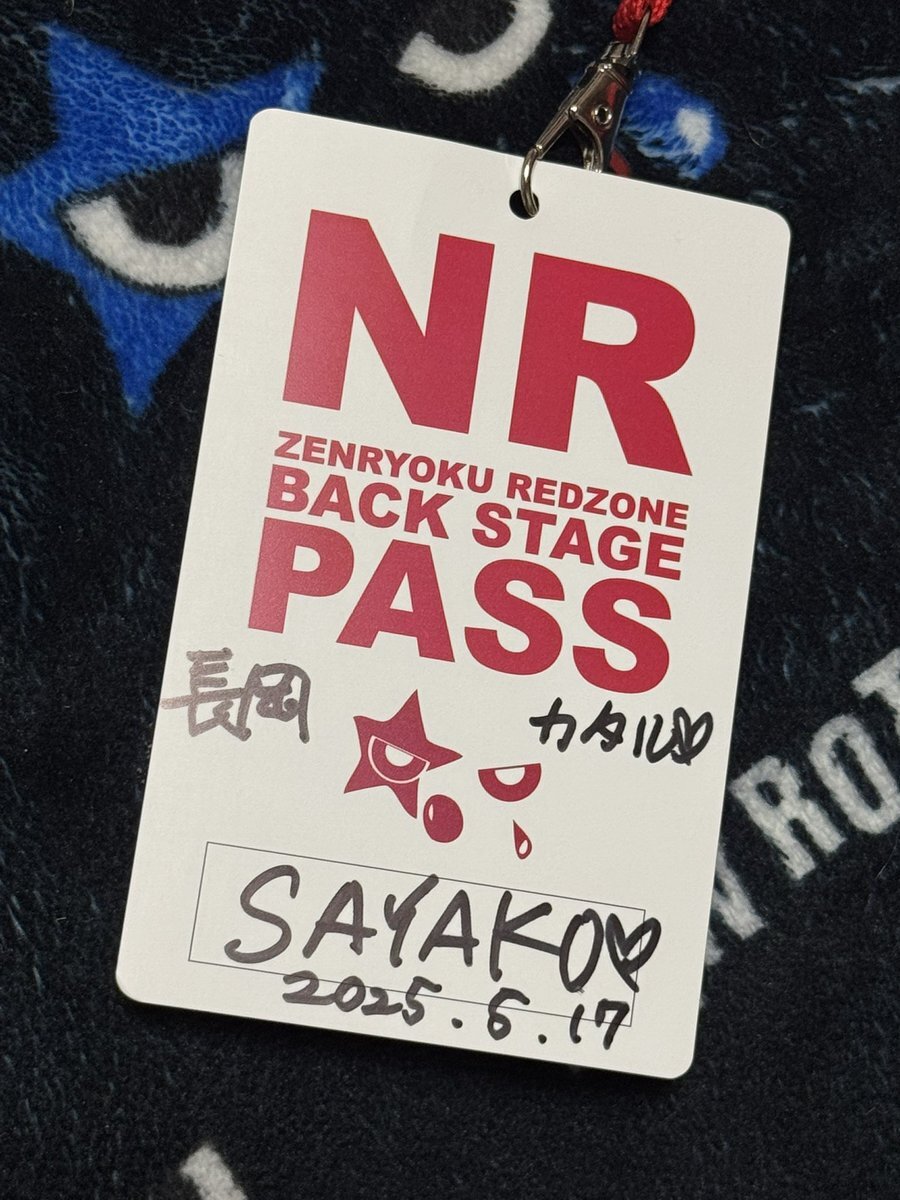 NR
ZENRYOKU REDZONE
BACK STAGE
PASS
長岡
カタル♡
SAYAKO♡
2025.5.17